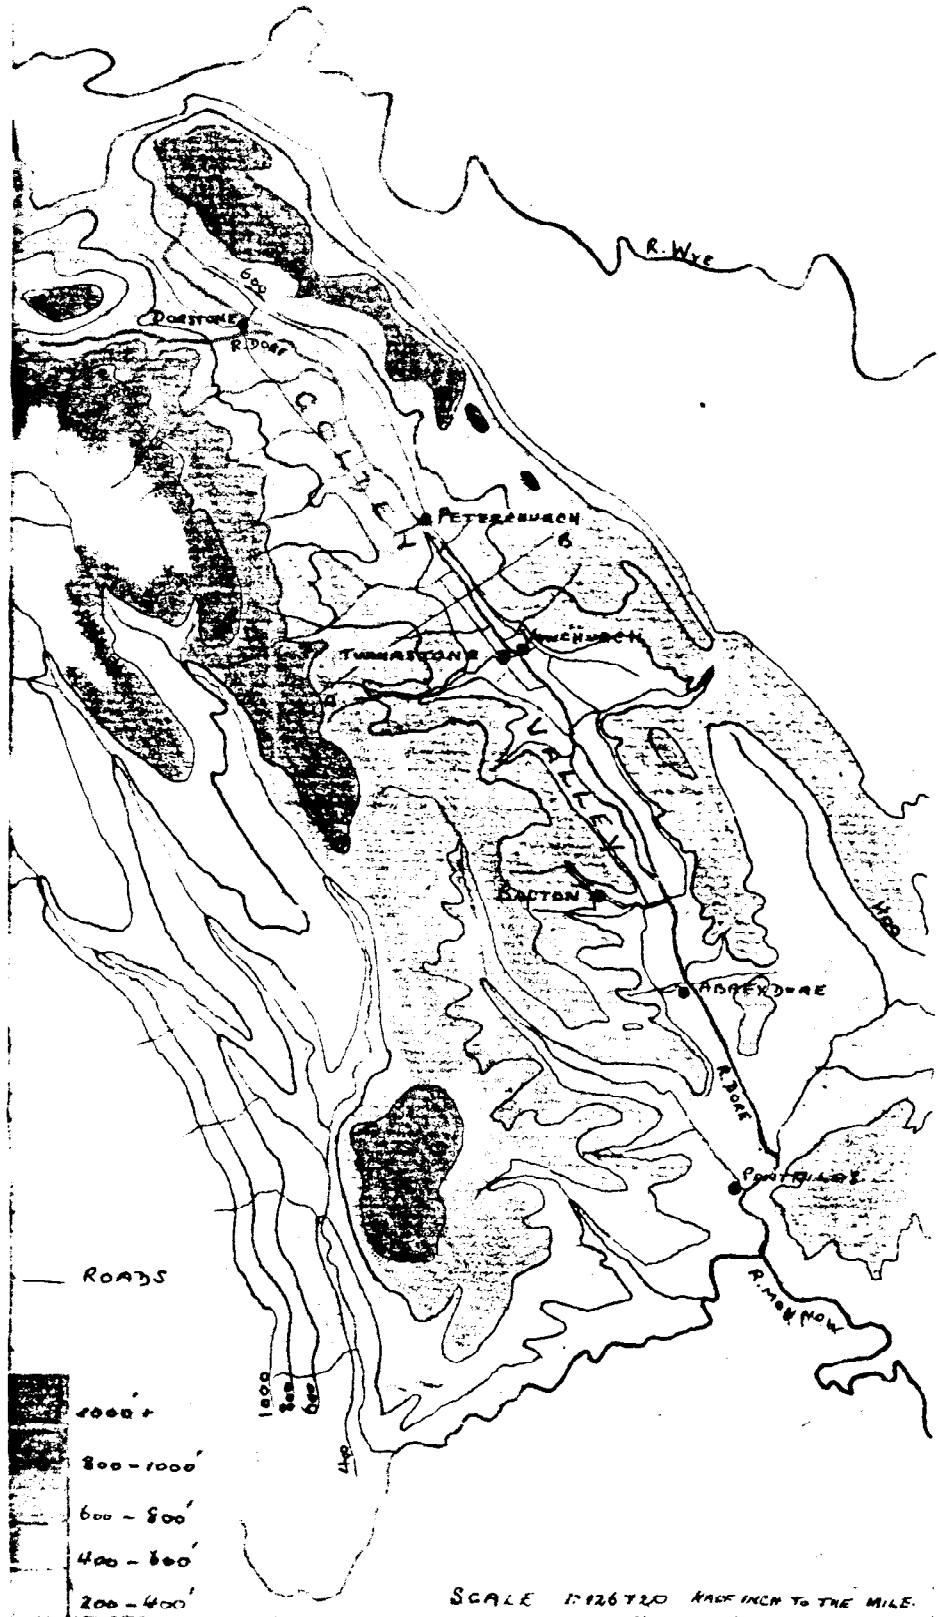 R. WYE
600
DORSTONE
R. DORE
GOLDEN
PETERCHURCH
B
VOWCHURCH
TURNASTONE
A
VALLEY
400
BACTON
ABBEYDORE
R. DORE
PONTRILAS
R. MONNOW
ROADS
1000
800
600
400
1000'+
800-1000'
600-800'
400-600'
200-400'
SCALE 1:126720 HALF INCH TO THE MILE.